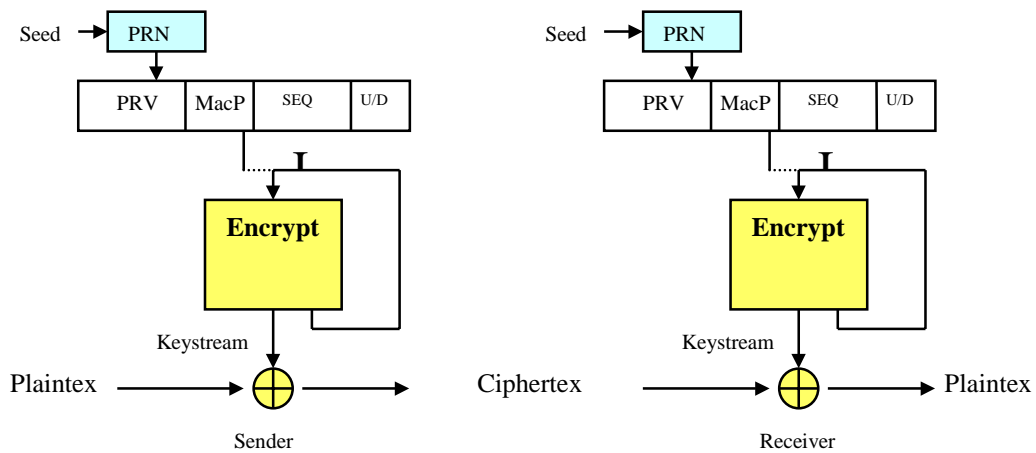 Seed PRN Seed PRN
PRV MacP SEQ U/D PRV MacP SEQ U/D
I I
Encrypt Encrypt
Keystream Keystream
Plaintex Ciphertex Plaintex
Sender Receiver